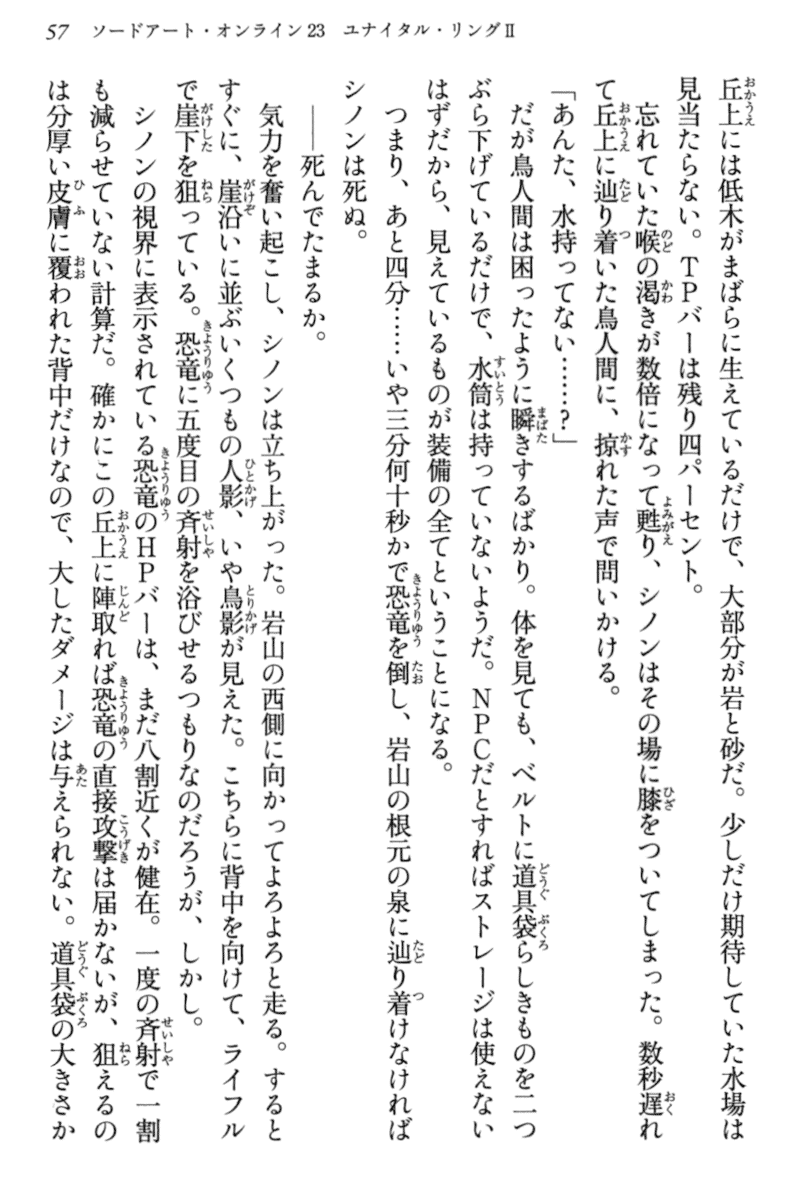 57　ソードアート・オンライン23　ユナイタル・リングⅡ
丘上には低木がまばらに生えているだけで、大部分が岩と砂だ。少しだけ期待していた水場は
見当たらない。TPバーは残り四パーセント。
　忘れていた喉の渇きが数倍になって甦り、シノンはその場に膝をついてしまった。数秒遅れ
て丘上に辿り着いた鳥人間に、掠れた声で問いかける。
「あんた、水持ってない……？」
　だが鳥人間は困ったように瞬きするばかり。体を見ても、ベルトに道具袋らしきものを二つ
ぶら下げているだけで、水筒は持っていないようだ。NPCだとすればストレージは使えない
はずだから、見えているものが装備の全てということになる。
　つまり、あと四分……いや三分何十秒かで恐竜を倒し、岩山の根元の泉に辿り着けなければ
シノンは死ぬ。
　――死んでたまるか。
　気力を奮い起こし、シノンは立ち上がった。岩山の西側に向かってよろよろと走る。すると
すぐに、崖沿いに並ぶいくつもの人影、いや鳥影が見えた。こちらに背中を向けて、ライフル
で崖下を狙っている。恐竜に五度目の斉射を浴びせるつもりなのだろうが、しかし。
　シノンの視界に表示されている恐竜のHPバーは、まだ八割近くが健在。一度の斉射で一割
も減らせていない計算だ。確かにこの丘上に陣取れば恐竜の直接攻撃は届かないが、狙えるの
は分厚い皮膚に覆われた背中だけなので、大したダメージは与えられない。道具袋の大きさか